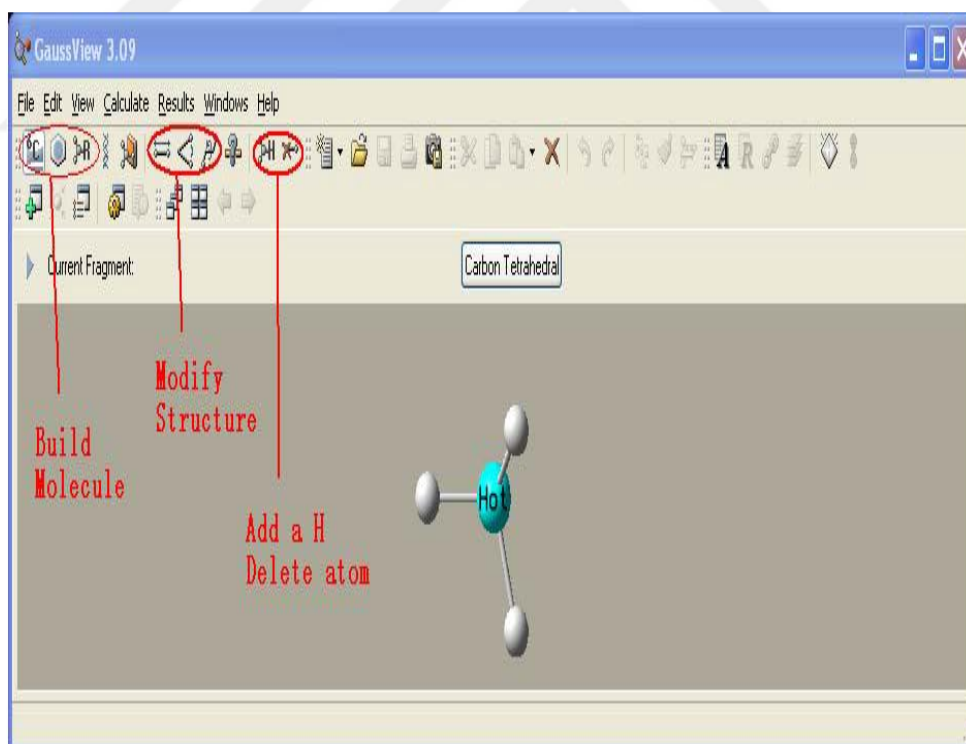 GaussView 3.09
File Edit View Calculate Results Windows Help
Current Fragment:
Carbon Tetrahedral
Modify
Structure
Build
Molecule
Add a H
Delete atom
Hot